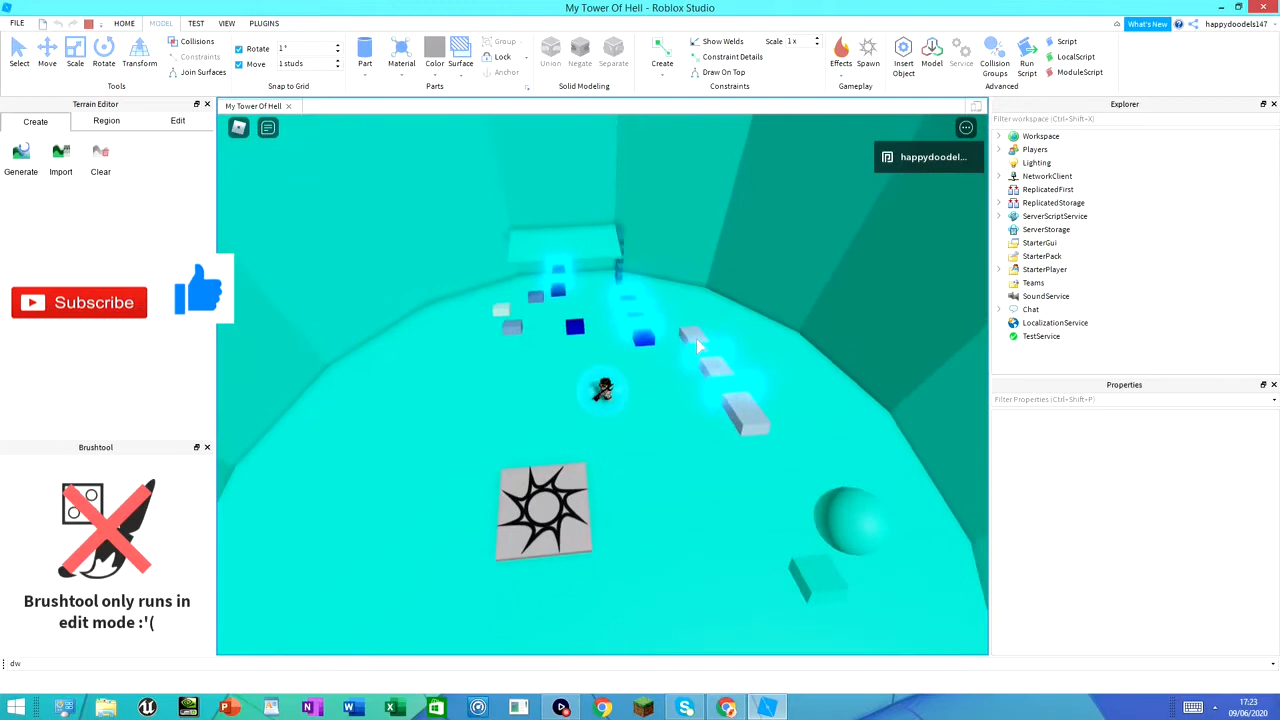 My Tower Of Hell - Roblox Studio
FILE HOME MODEL TEST VIEW PLUGINS What's New happydoodels147
Select Move Scale Rotate Transform
Collisions
Constraints
Join Surfaces
Tools
Rotate 1 °
Move 1 studs
Snap to Grid
Part Material Color Surface
Group
Lock
Anchor
Parts
Union Negate Separate
Solid Modeling
Create
Show Welds
Constraint Details
Draw On Top
Scale 1 x
Constraints
Effects Spawn
Gameplay
Insert Object
Model
Service
Collision Groups
Run Script
Script
LocalScript
ModuleScript
Advanced
Terrain Editor
Create Region Edit
Generate Import Clear
Subscribe
Brushtool
Brushtool only runs in
edit mode :'(
My Tower Of Hell
happydoodel...
Explorer
Filter workspace (Ctrl+Shift+X)
Workspace
Players
Lighting
NetworkClient
ReplicatedFirst
ReplicatedStorage
ServerScriptService
ServerStorage
StarterGui
StarterPack
StarterPlayer
Teams
SoundService
Chat
LocalizationService
TestService
Properties
Filter Properties (Ctrl+Shift+P)
dw
17:23
09/06/2020